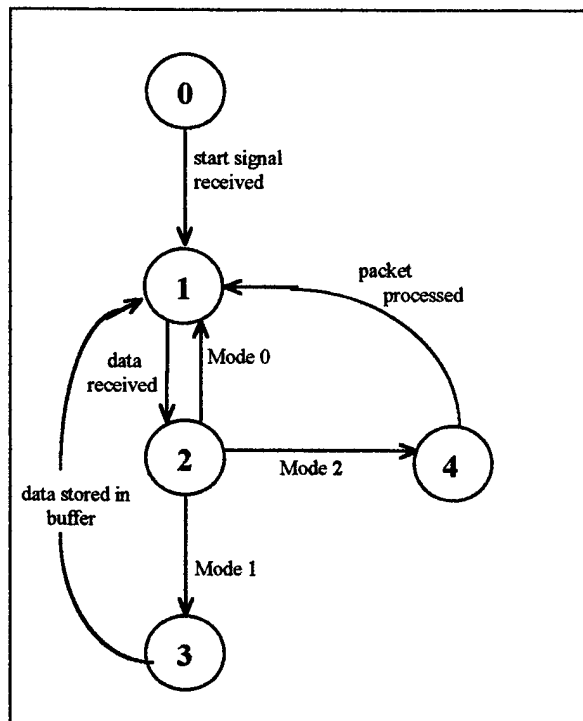 0
start signal
received
1
packet
processed
data
received
Mode 0
2
Mode 2
4
data stored in
buffer
Mode 1
3